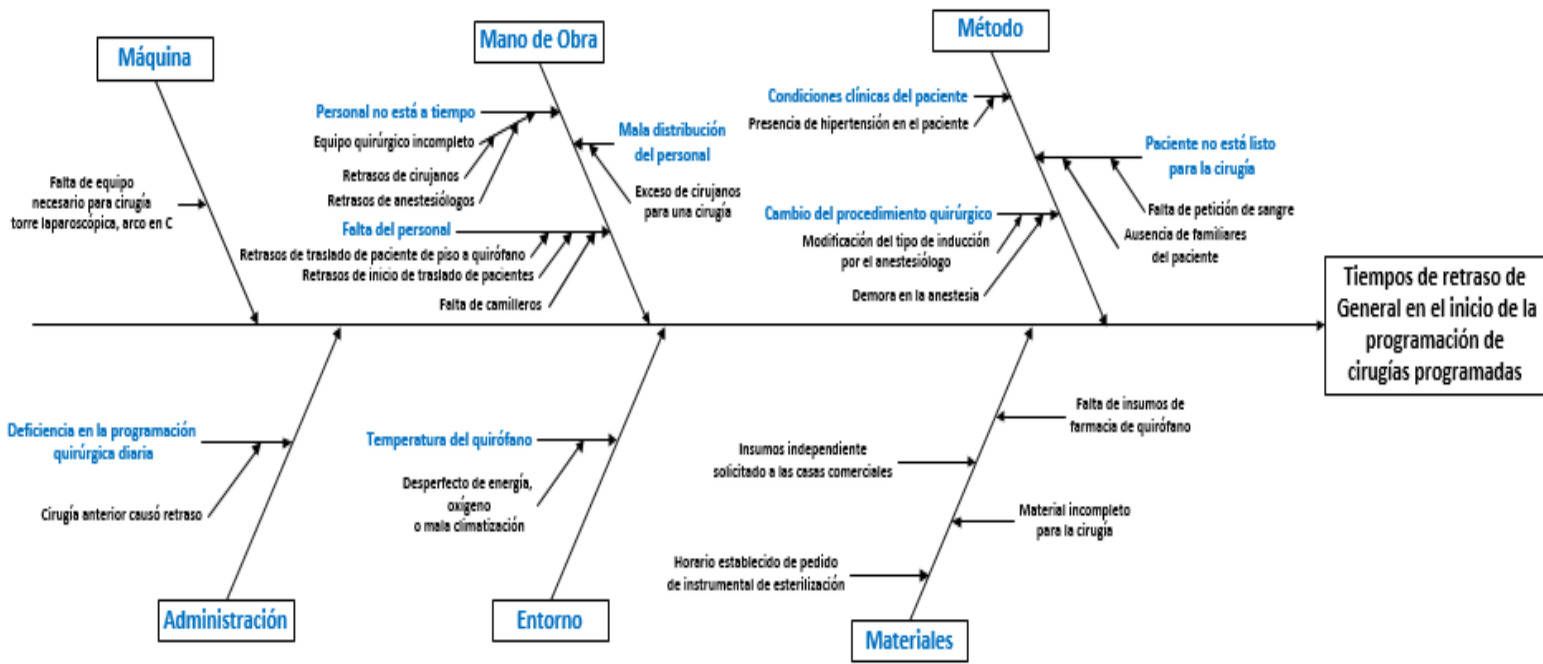 Máquina
Mano de Obra
Método
Falta de equipo
necesario para cirugía
torre laparoscópica, arco en C
Personal no está a tiempo
Equipo quirúrgico incompleto
Retrasos de cirujanos
Retrasos de anestesiólogos
Mala distribución
del personal
Exceso de cirujanos
para una cirugía
Falta del personal
Retrasos de traslado de paciente de piso a quirófano
Retrasos de inicio de traslado de pacientes
Falta de camilleros
Condiciones clínicas del paciente
Presencia de hipertensión en el paciente
Paciente no está listo
para la cirugía
Falta de petición de sangre
Ausencia de familiares
del paciente
Cambio del procedimiento quirúrgico
Modificación del tipo de inducción
por el anestesiólogo
Demora en la anestesia
Tiempos de retraso de
General en el inicio de la
programación de
cirugías programadas
Deficiencia en la programación
quirúrgica diaria
Cirugía anterior causó retraso
Temperatura del quirófano
Desperfecto de energía,
oxígeno
o mala climatización
Falta de insumos de
farmacia de quirófano
Insumos independiente
solicitado a las casas comerciales
Material incompleto
para la cirugía
Horario establecido de pedido
de instrumental de esterilización
Administración
Entorno
Materiales